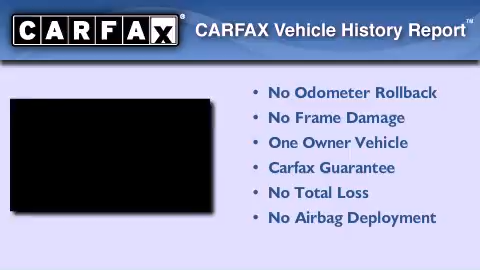 CARFAX® CARFAX Vehicle History Report™
• No Odometer Rollback
• No Frame Damage
• One Owner Vehicle
• Carfax Guarantee
• No Total Loss
• No Airbag Deployment